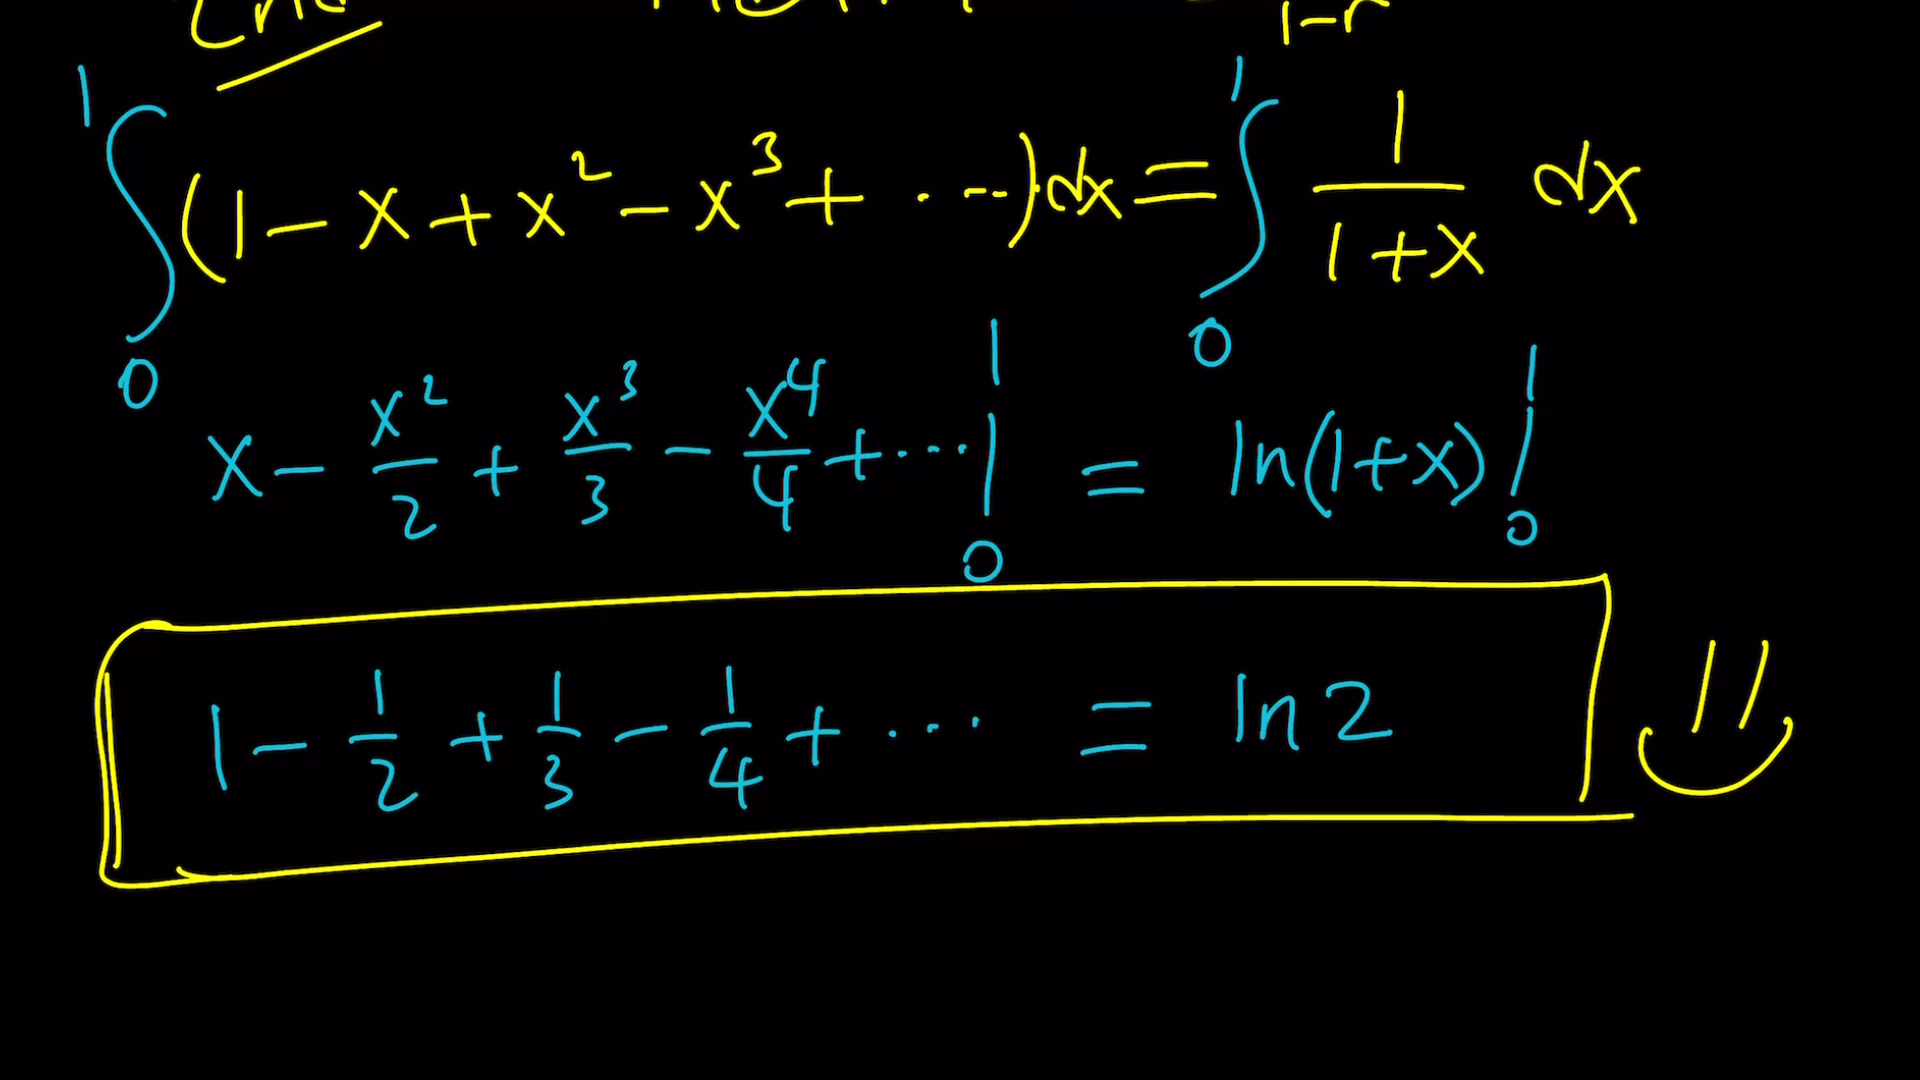 1-r
∫₀¹ (1 - x + x² - x³ + ...) dx = ∫₀¹ 1/(1+x) dx
x - x²/2 + x³/3 - x⁴/4 + ... |₀¹ = ln(1+x) |₀¹
1 - 1/2 + 1/3 - 1/4 + ... = ln 2